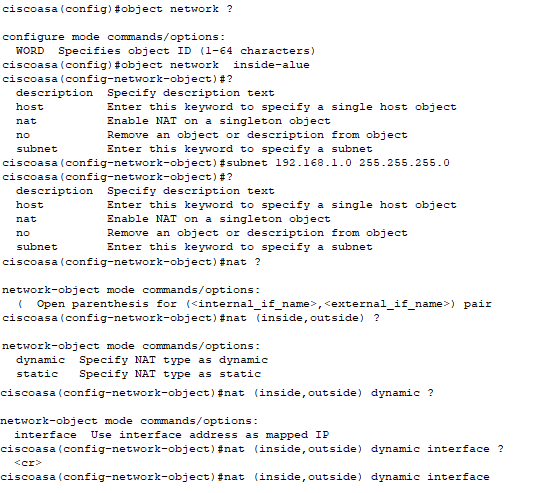 ciscoasa(config)#object network ?
configure mode commands/options:
WORD  Specifies object ID (1-64 characters)
ciscoasa(config)#object network  inside-alue
ciscoasa(config-network-object)#?
description  Specify description text
host         Enter this keyword to specify a single host object
nat          Enable NAT on a singleton object
no           Remove an object or description from object
subnet       Enter this keyword to specify a subnet
ciscoasa(config-network-object)#subnet 192.168.1.0 255.255.255.0
ciscoasa(config-network-object)#?
description  Specify description text
host         Enter this keyword to specify a single host object
nat          Enable NAT on a singleton object
no           Remove an object or description from object
subnet       Enter this keyword to specify a subnet
ciscoasa(config-network-object)#nat ?
network-object mode commands/options:
(  Open parenthesis for (<internal_if_name>,<external_if_name>) pair
ciscoasa(config-network-object)#nat (inside,outside) ?
network-object mode commands/options:
dynamic  Specify NAT type as dynamic
static   Specify NAT type as static
ciscoasa(config-network-object)#nat (inside,outside) dynamic ?
network-object mode commands/options:
interface  Use interface address as mapped IP
ciscoasa(config-network-object)#nat (inside,outside) dynamic interface ?
<cr>
ciscoasa(config-network-object)#nat (inside,outside) dynamic interface